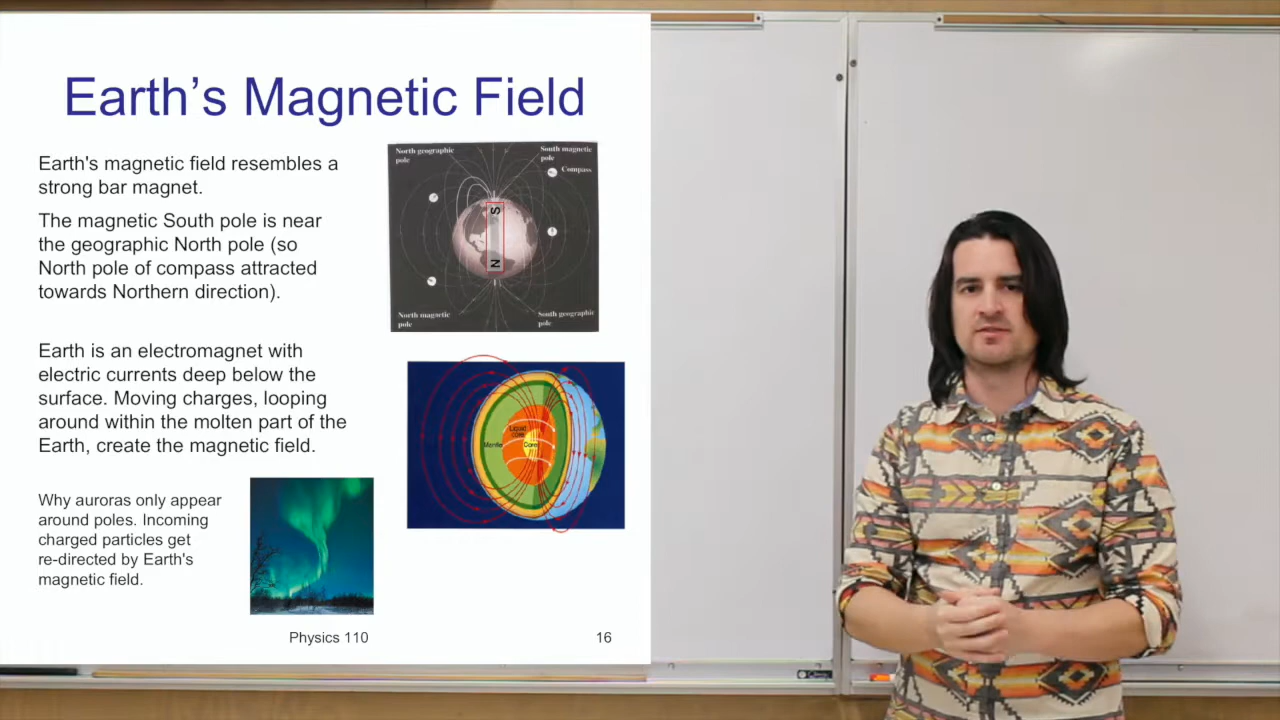 Earth’s Magnetic Field
Earth's magnetic field resembles a
strong bar magnet.
The magnetic South pole is near
the geographic North pole (so
North pole of compass attracted
towards Northern direction).
North geographic
pole
South magnetic
pole
Compass
S
N
North magnetic
pole
South geographic
pole
Earth is an electromagnet with
electric currents deep below the
surface. Moving charges, looping
around within the molten part of the
Earth, create the magnetic field.
Mantle
Liquid
core
Core
Why auroras only appear
around poles. Incoming
charged particles get
re-directed by Earth's
magnetic field.
Physics 110
16